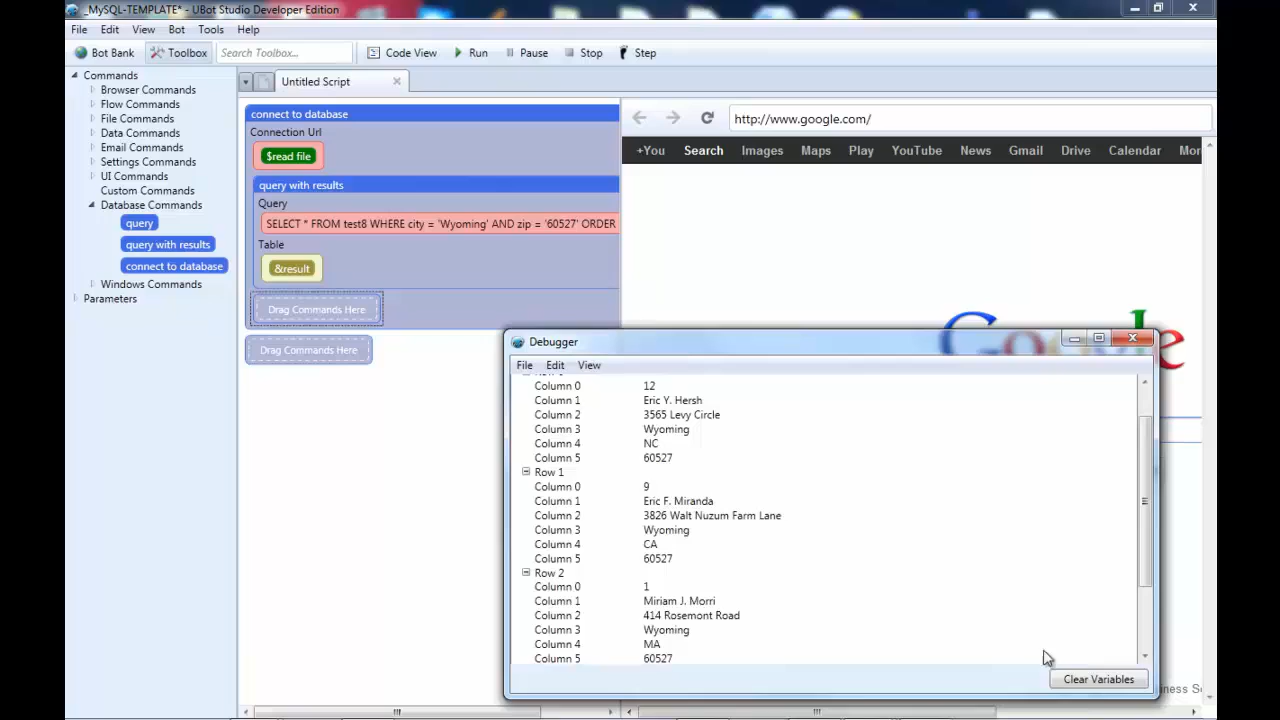 _MySQL-TEMPLATE* - UBot Studio Developer Edition
File Edit View Bot Tools Help
Bot Bank Toolbox Search Toolbox... Code View Run Pause Stop Step
Commands
Browser Commands
Flow Commands
File Commands
Data Commands
Email Commands
Settings Commands
UI Commands
Custom Commands
Database Commands
query
query with results
connect to database
Windows Commands
Parameters
Untitled Script
connect to database
Connection Url
$read file
query with results
Query
SELECT * FROM test8 WHERE city = 'Wyoming' AND zip = '60527' ORDER
Table
&result
Drag Commands Here
Drag Commands Here
http://www.google.com/
+You Search Images Maps Play YouTube News Gmail Drive Calendar Mor
Google
Debugger
File Edit View
Column 0 12
Column 1 Eric Y. Hersh
Column 2 3565 Levy Circle
Column 3 Wyoming
Column 4 NC
Column 5 60527
Row 1
Column 0 9
Column 1 Eric F. Miranda
Column 2 3826 Walt Nuzum Farm Lane
Column 3 Wyoming
Column 4 CA
Column 5 60527
Row 2
Column 0 1
Column 1 Miriam J. Morri
Column 2 414 Rosemont Road
Column 3 Wyoming
Column 4 MA
Column 5 60527
Clear Variables
iness S